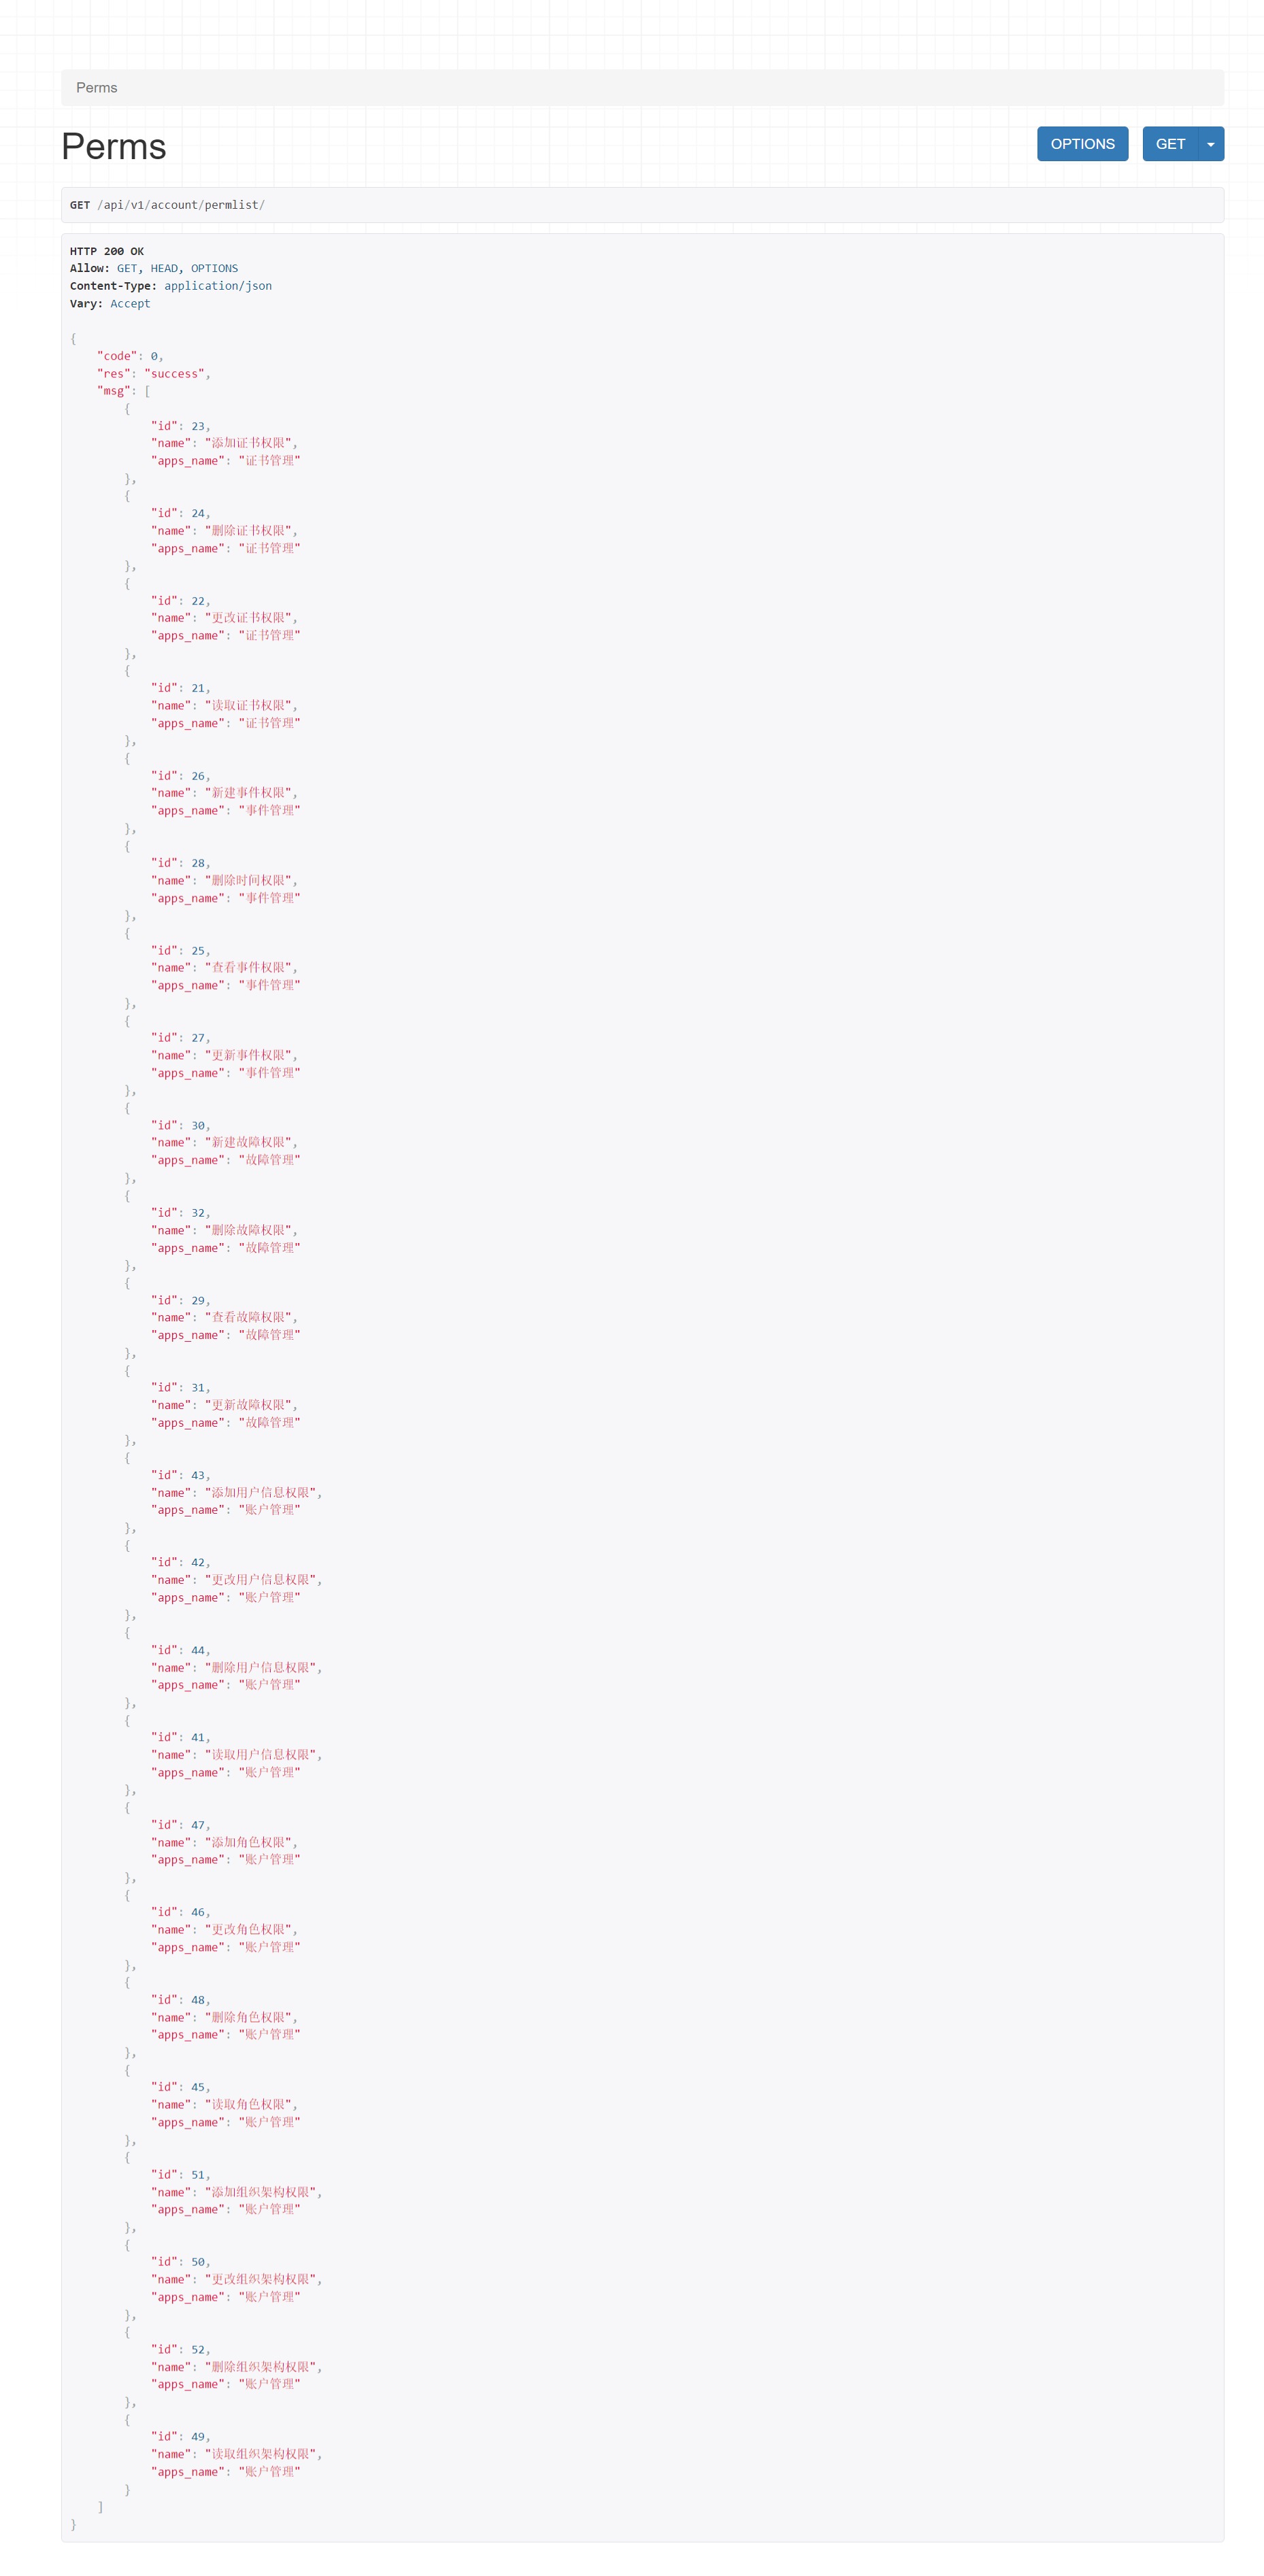 Perms
Perms
OPTIONS
GET
GET /api/v1/account/permlist/
HTTP 200 OK
Allow: GET, HEAD, OPTIONS
Content-Type: application/json
Vary: Accept
{
"code": 0,
"res": "success",
"msg": [
{
"id": 23,
"name": "添加证书权限",
"apps_name": "证书管理"
},
{
"id": 24,
"name": "删除证书权限",
"apps_name": "证书管理"
},
{
"id": 22,
"name": "更改证书权限",
"apps_name": "证书管理"
},
{
"id": 21,
"name": "读取证书权限",
"apps_name": "证书管理"
},
{
"id": 26,
"name": "新建事件权限",
"apps_name": "事件管理"
},
{
"id": 28,
"name": "删除时间权限",
"apps_name": "事件管理"
},
{
"id": 25,
"name": "查看事件权限",
"apps_name": "事件管理"
},
{
"id": 27,
"name": "更新事件权限",
"apps_name": "事件管理"
},
{
"id": 30,
"name": "新建故障权限",
"apps_name": "故障管理"
},
{
"id": 32,
"name": "删除故障权限",
"apps_name": "故障管理"
},
{
"id": 29,
"name": "查看故障权限",
"apps_name": "故障管理"
},
{
"id": 31,
"name": "更新故障权限",
"apps_name": "故障管理"
},
{
"id": 43,
"name": "添加用户信息权限",
"apps_name": "账户管理"
},
{
"id": 42,
"name": "更改用户信息权限",
"apps_name": "账户管理"
},
{
"id": 44,
"name": "删除用户信息权限",
"apps_name": "账户管理"
},
{
"id": 41,
"name": "读取用户信息权限",
"apps_name": "账户管理"
},
{
"id": 47,
"name": "添加角色权限",
"apps_name": "账户管理"
},
{
"id": 46,
"name": "更改角色权限",
"apps_name": "账户管理"
},
{
"id": 48,
"name": "删除角色权限",
"apps_name": "账户管理"
},
{
"id": 45,
"name": "读取角色权限",
"apps_name": "账户管理"
},
{
"id": 51,
"name": "添加组织架构权限",
"apps_name": "账户管理"
},
{
"id": 50,
"name": "更改组织架构权限",
"apps_name": "账户管理"
},
{
"id": 52,
"name": "删除组织架构权限",
"apps_name": "账户管理"
},
{
"id": 49,
"name": "读取组织架构权限",
"apps_name": "账户管理"
}
]
}